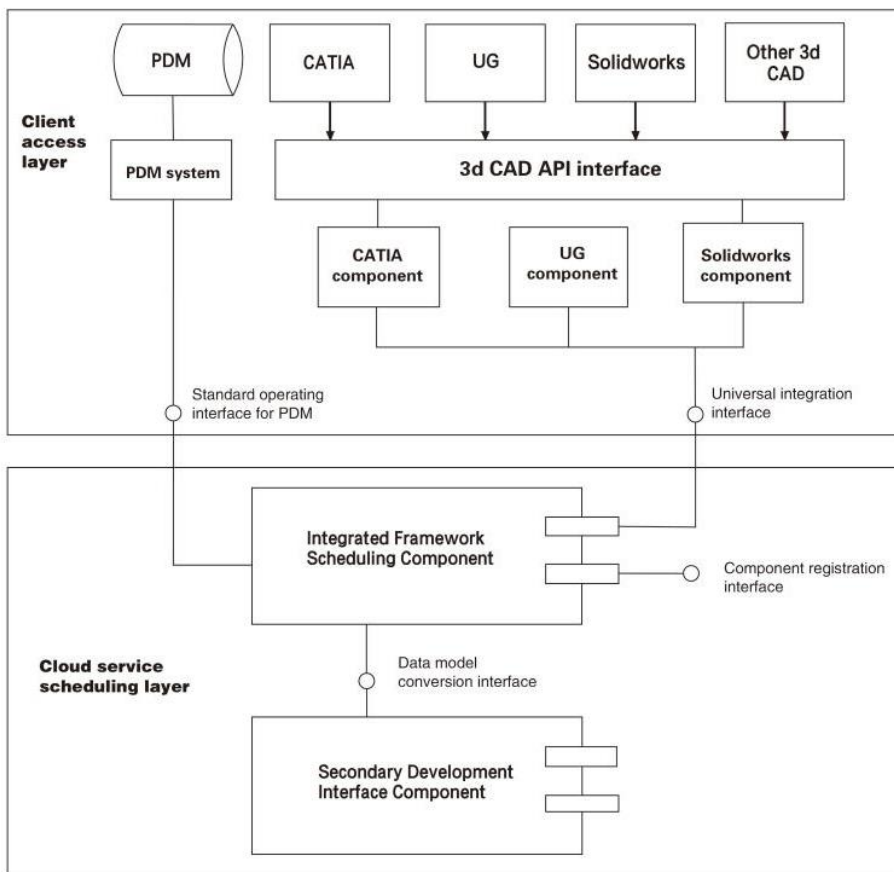 PDM
CATIA
UG
Solidworks
Other 3d
CAD
Client
access
layer
PDM system
3d CAD API interface
CATIA
component
UG
component
Solidworks
component
Standard operating
interface for PDM
Universal integration
interface
Integrated Framework
Scheduling Component
Component registration
interface
Cloud service
scheduling layer
Data model
conversion interface
Secondary Development
Interface Component